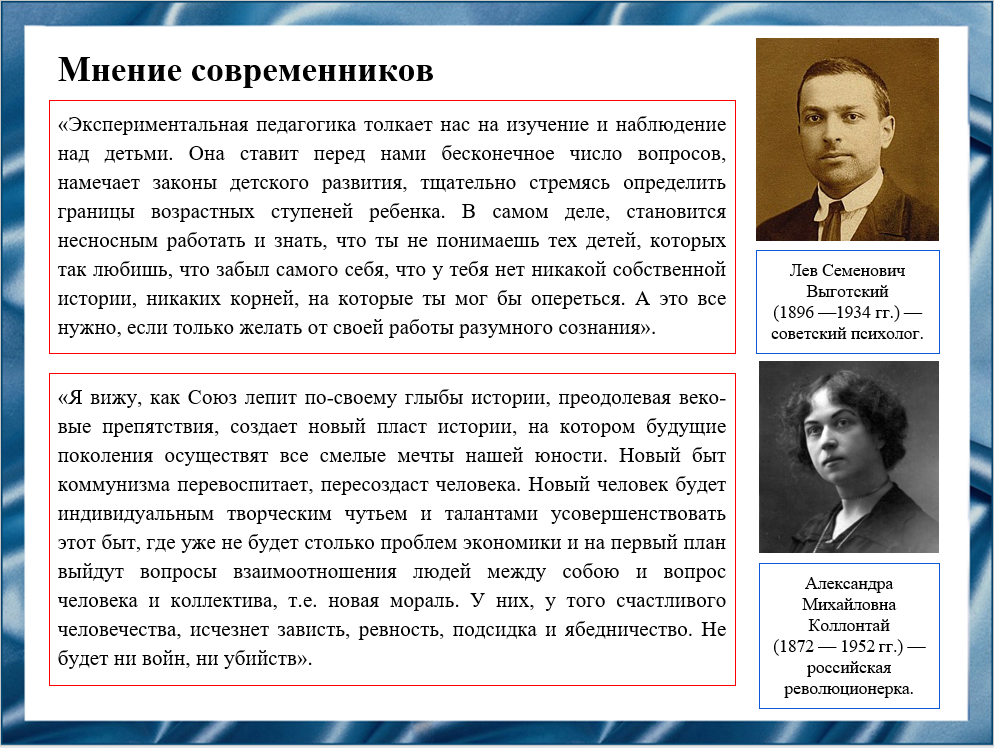 Мнение современников
«Экспериментальная педагогика толкает нас на изучение и наблюдение
над детьми. Она ставит перед нами бесконечное число вопросов,
намечает законы детского развития, тщательно стремясь определить
границы возрастных ступеней ребенка. В самом деле, становится
несносным работать и знать, что ты не понимаешь тех детей, которых
так любишь, что забыл самого себя, что у тебя нет никакой собственной
истории, никаких корней, на которые ты мог бы опереться. А это все
нужно, если только желать от своей работы разумного сознания».
Лев Семенович
Выготский
(1896 —1934 гг.) —
советский психолог.
«Я вижу, как Союз лепит по-своему глыбы истории, преодолевая веко-
вые препятствия, создает новый пласт истории, на котором будущие
поколения осуществят все смелые мечты нашей юности. Новый быт
коммунизма перевоспитает, пересоздаст человека. Новый человек будет
индивидуальным творческим чутьем и талантами усовершенствовать
этот быт, где уже не будет столько проблем экономики и на первый план
выйдут вопросы взаимоотношения людей между собою и вопрос
человека и коллектива, т.е. новая мораль. У них, у того счастливого
человечества, исчезнет зависть, ревность, подсидка и ябедничество. Не
будет ни войн, ни убийств».
Александра
Михайловна
Коллонтай
(1872 — 1952 гг.) —
российская
революционерка.